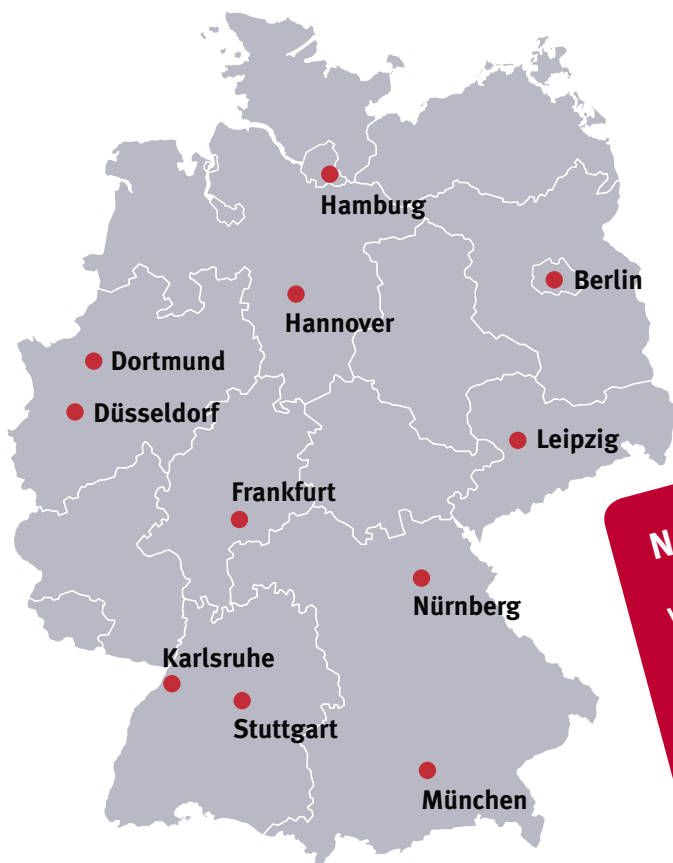 Hamburg
Berlin
Hannover
Dortmund
Düsseldorf
Leipzig
Frankfurt
Nürnberg
Karlsruhe
Stuttgart
München